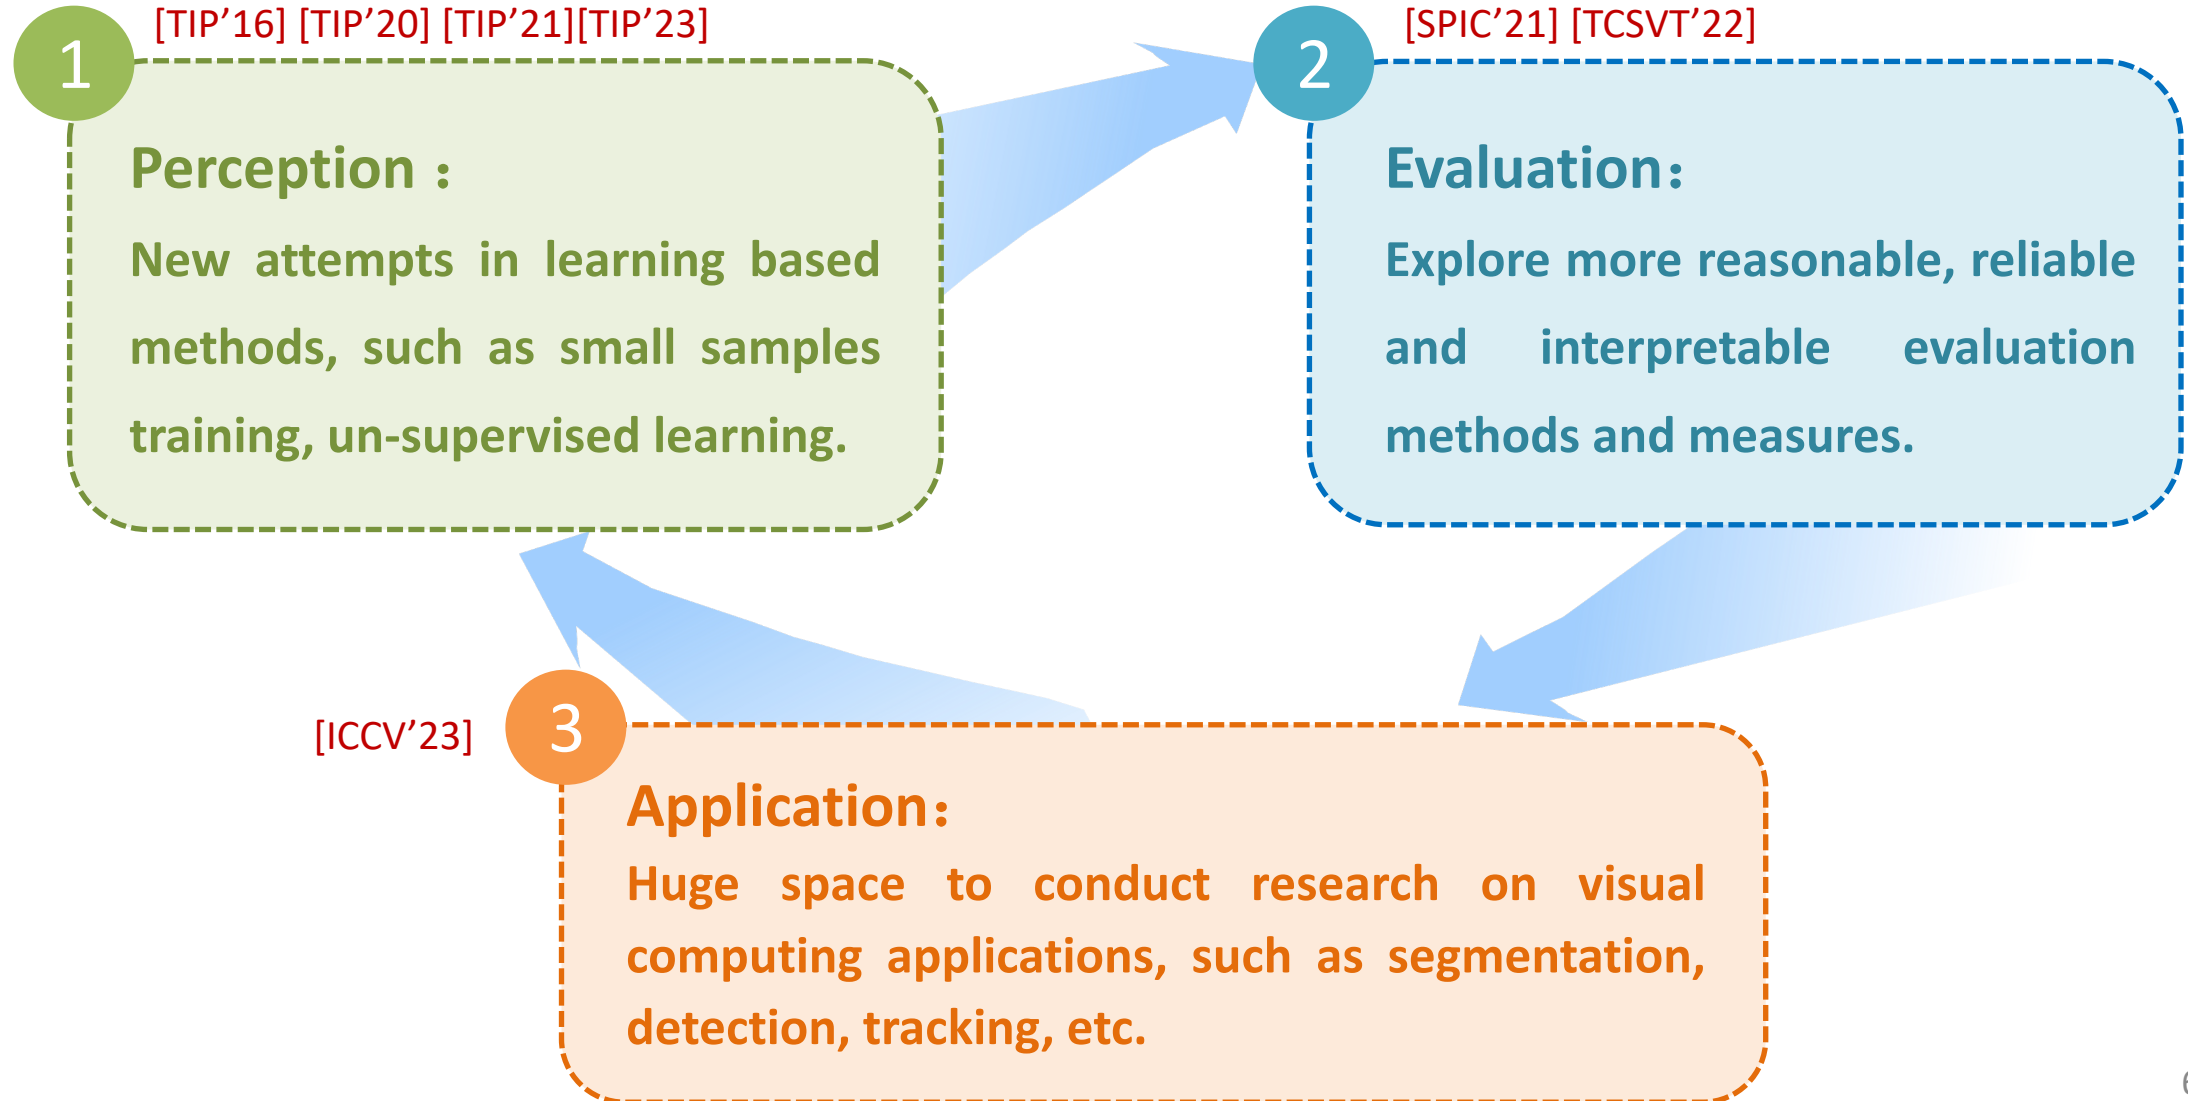 [TIP’16] [TIP’20] [TIP’21][TIP’23]
1
Perception：
New attempts in learning based
methods, such as small samples
training, un-supervised learning.
[SPIC’21] [TCSVT’22]
2
Evaluation：
Explore more reasonable, reliable
and interpretable evaluation
methods and measures.
[ICCV’23]
3
Application：
Huge space to conduct research on visual
computing applications, such as segmentation,
detection, tracking, etc.